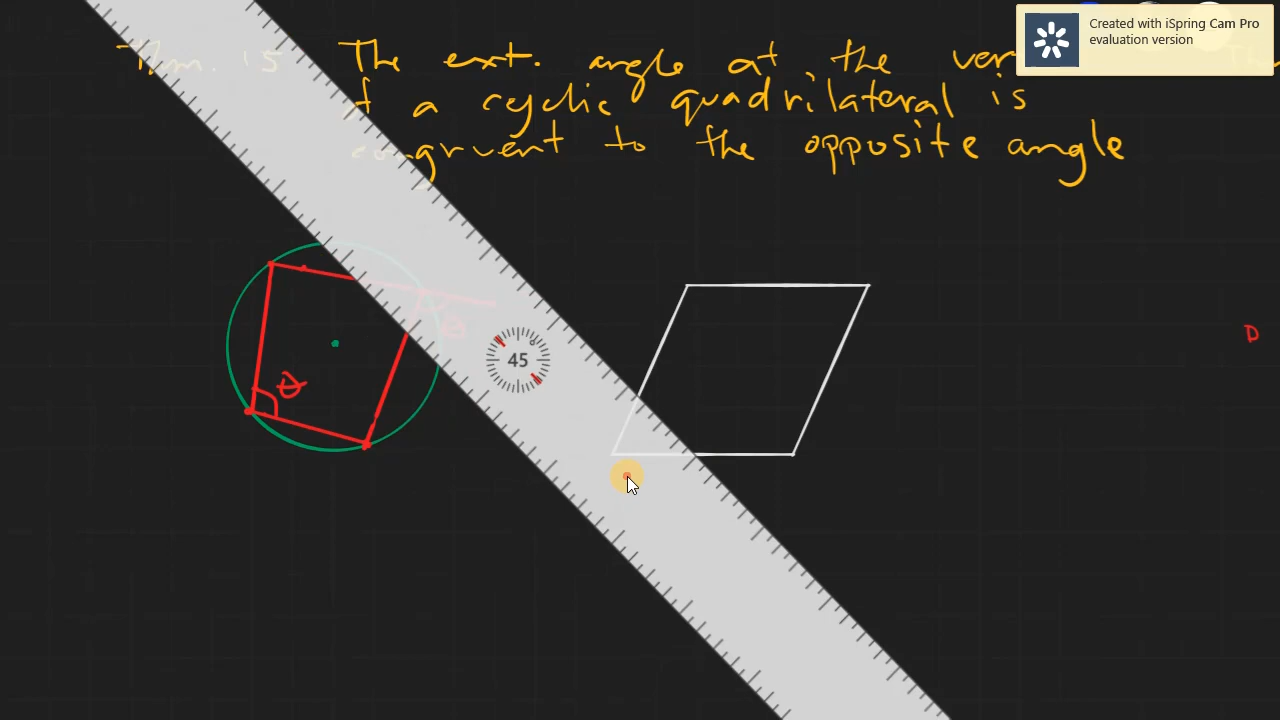 Thm. 15 The ext. angle at the ver
of a cyclic quadrilateral is
congruent to the opposite angle
Created with iSpring Cam Pro
evaluation version
45
D